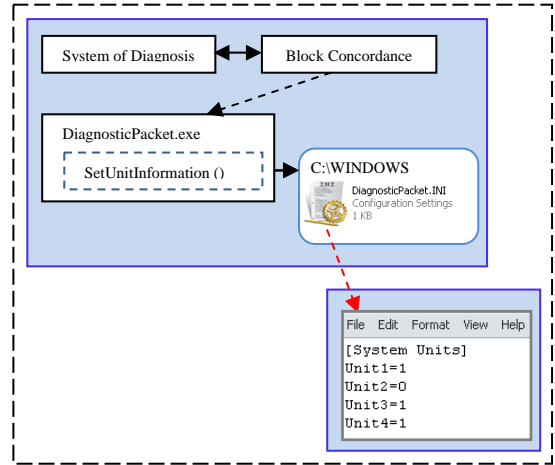 System of Diagnosis
Block Concordance
DiagnosticPacket.exe
SetUnitInformation ()
C:\WINDOWS
INI
DiagnosticPacket.INI
Configuration Settings
1 KB
File Edit Format View Help
[System Units]
Unit1=1
Unit2=0
Unit3=1
Unit4=1